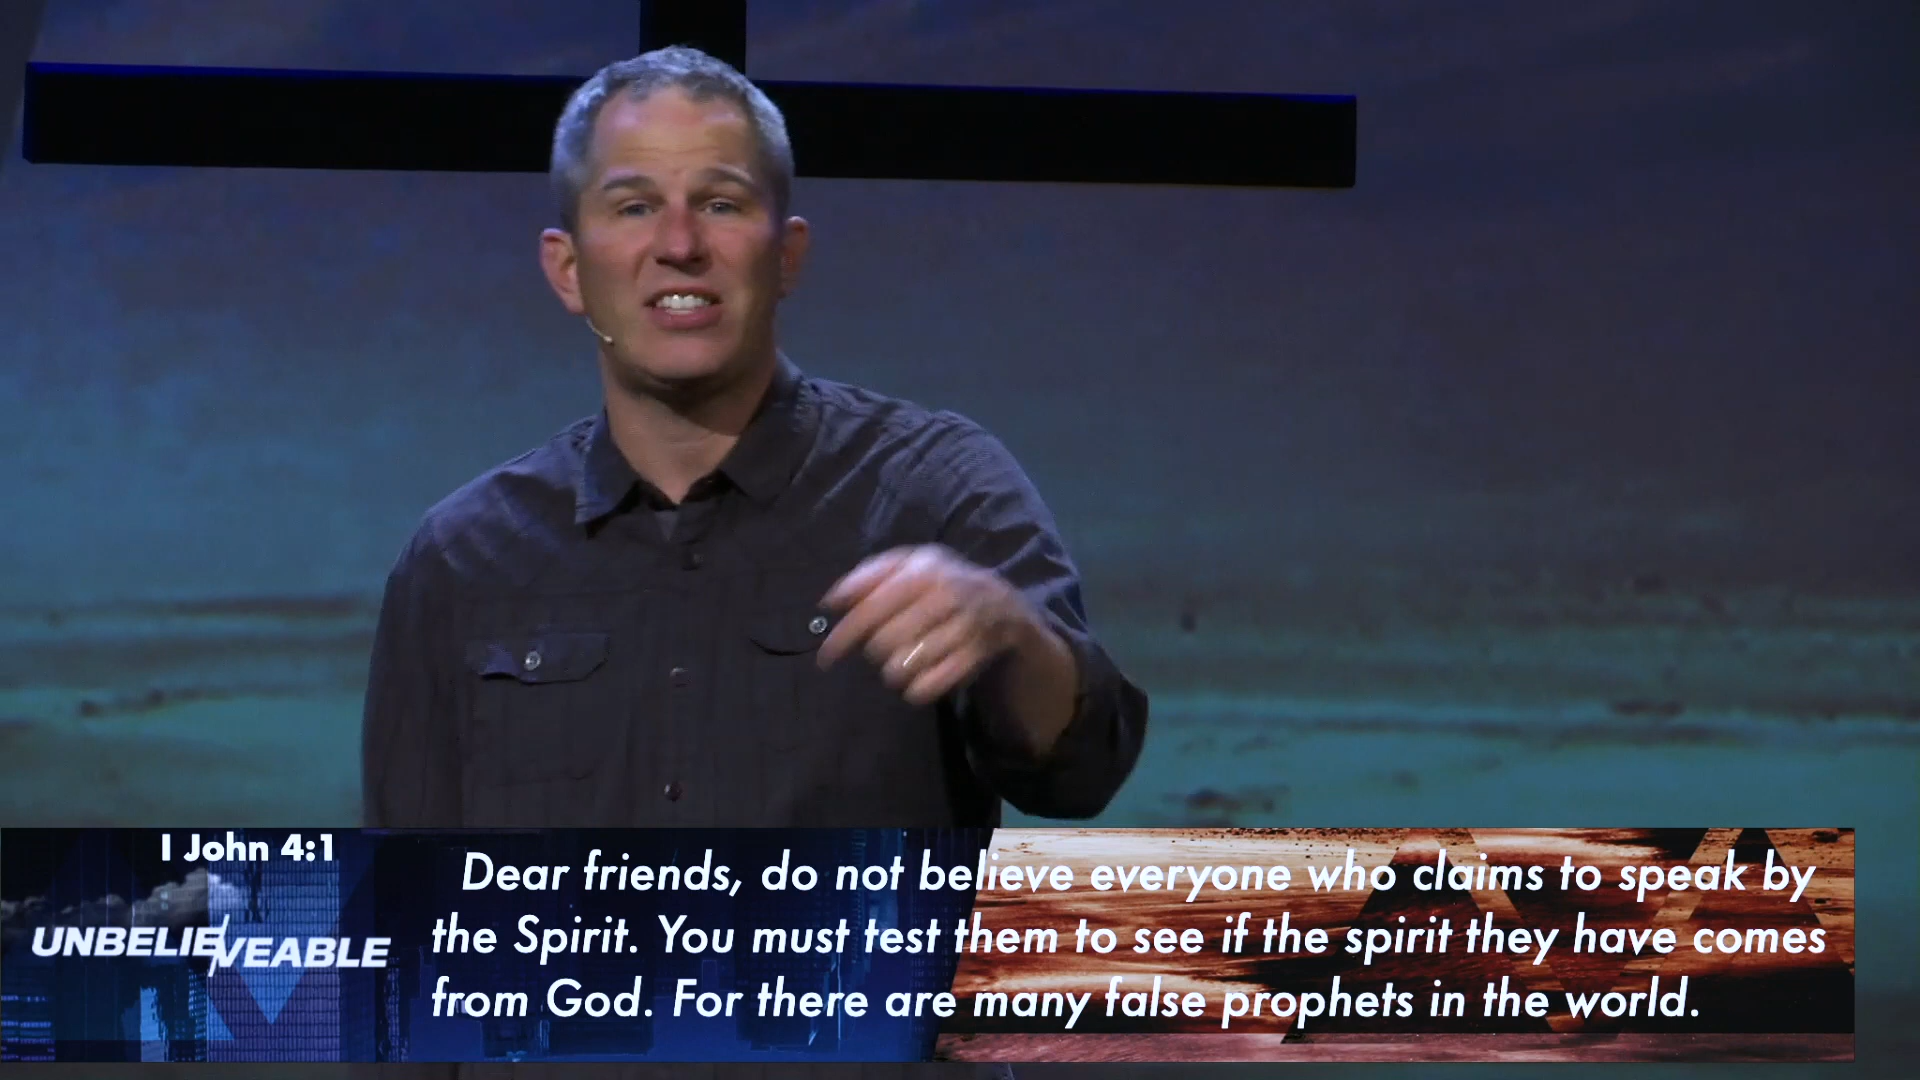 I John 4:1
UNBELIEVEABLE
Dear friends, do not believe everyone who claims to speak by
the Spirit. You must test them to see if the spirit they have comes
from God. For there are many false prophets in the world.